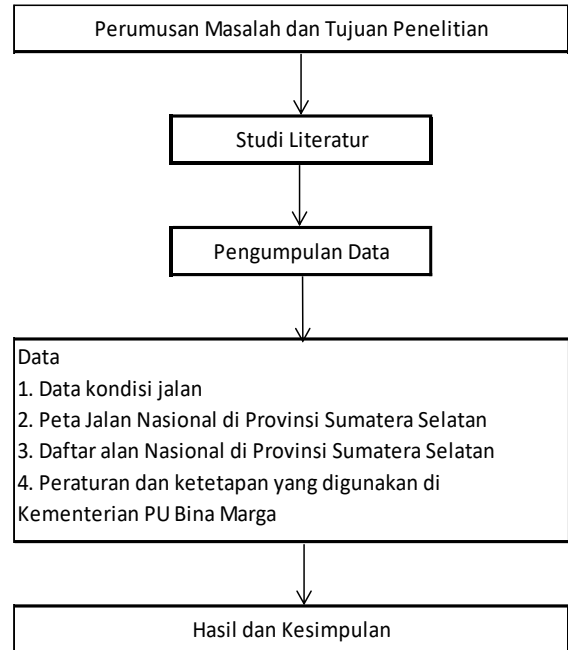 Perumusan Masalah dan Tujuan Penelitian
Studi Literatur
Pengumpulan Data
Data
1. Data kondisi jalan
2. Peta Jalan Nasional di Provinsi Sumatera Selatan
3. Daftar alan Nasional di Provinsi Sumatera Selatan
4. Peraturan dan ketetapan yang digunakan di
Kementerian PU Bina Marga
Hasil dan Kesimpulan